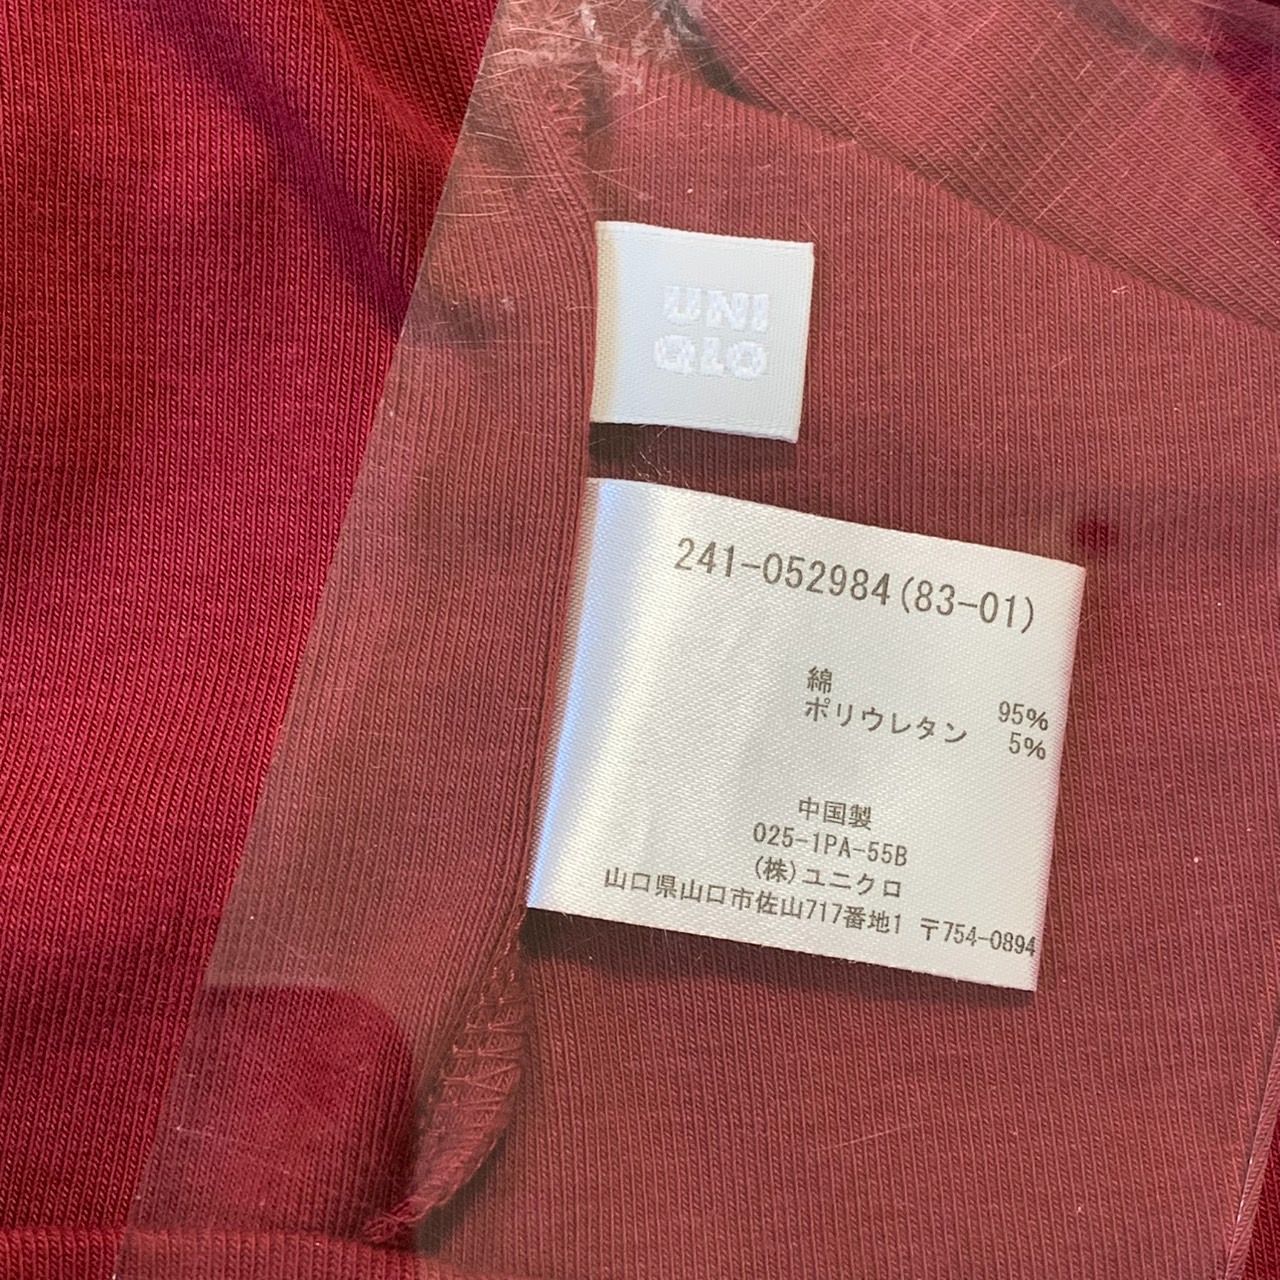 UNI
QLO
241-052984(83-01)
綿 95%
ポリウレタン 5%
中国製
025-1PA-55B
(株)ユニクロ
山口県山口市佐山717番地1 〒754-0894